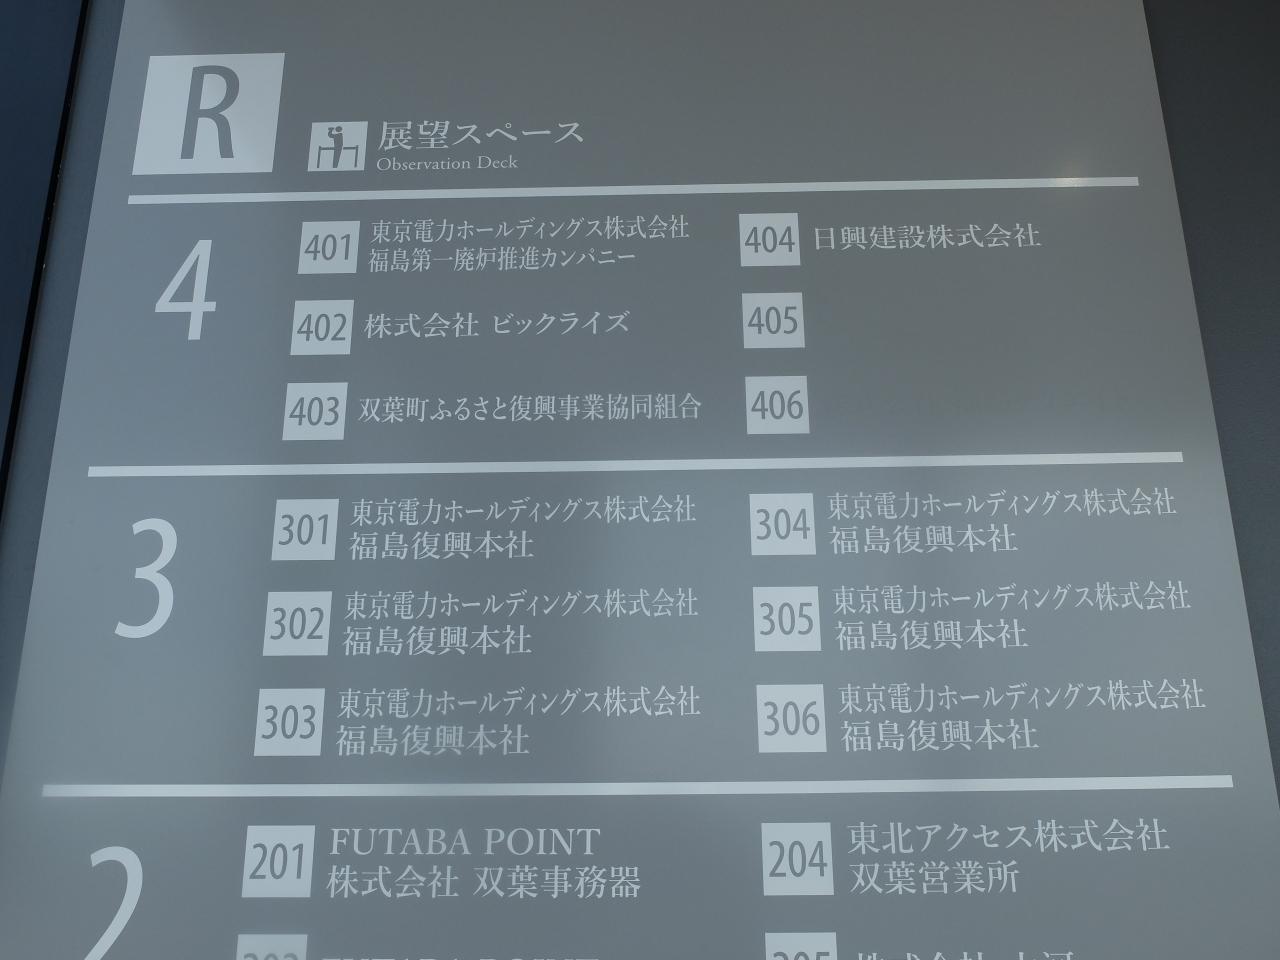 R
展望スペース
Observation Deck
4
401 東京電力ホールディングス株式会社
福島第一廃炉推進カンパニー
402 株式会社 ビックライズ
403 双葉町ふるさと復興事業協同組合
404 日興建設株式会社
405
406
3
301 東京電力ホールディングス株式会社
福島復興本社
302 東京電力ホールディングス株式会社
福島復興本社
303 東京電力ホールディングス株式会社
福島復興本社
304 東京電力ホールディングス株式会社
福島復興本社
305 東京電力ホールディングス株式会社
福島復興本社
306 東京電力ホールディングス株式会社
福島復興本社
2
201 FUTABA POINT
株式会社 双葉事務器
204 東北アクセス株式会社
双葉営業所